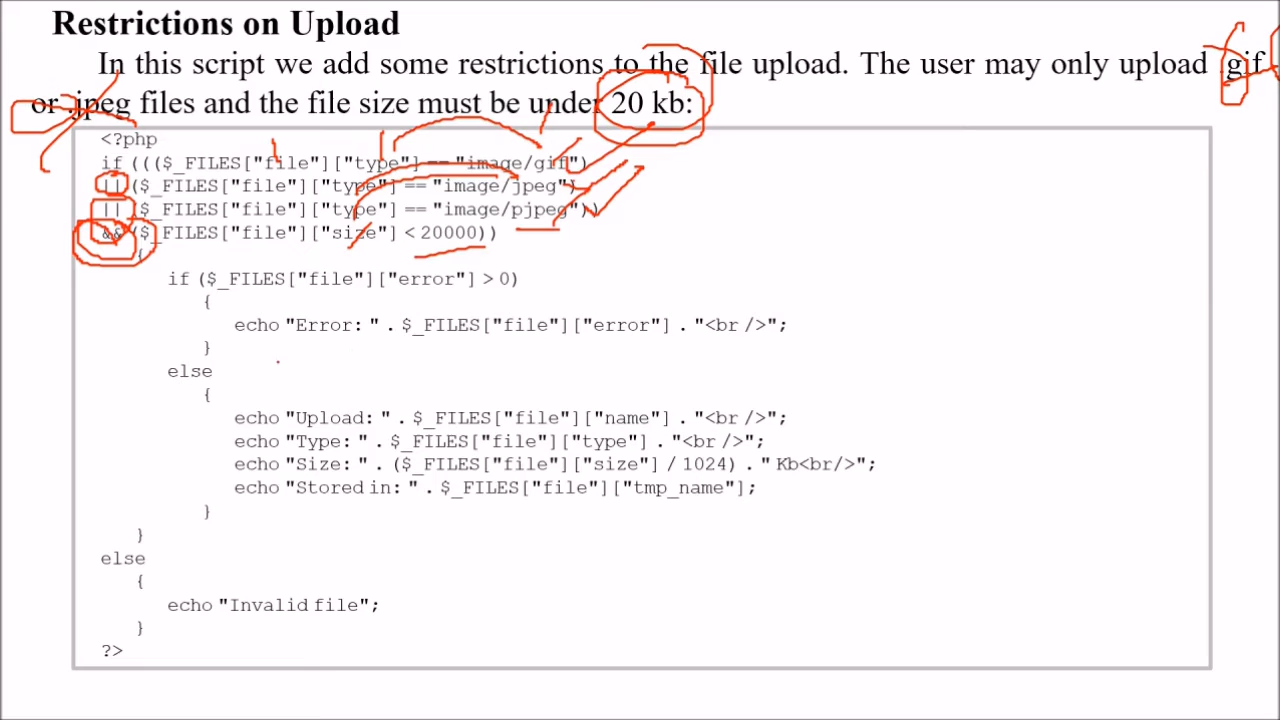 Restrictions on Upload
In this script we add some restrictions to the file upload. The user may only upload .gif
or .jpeg files and the file size must be under 20 kb:
<?php
if ((($_FILES["file"]["type"] == "image/gif")
|| ($_FILES["file"]["type"] == "image/jpeg")
|| ($_FILES["file"]["type"] == "image/pjpeg"))
&& ($_FILES["file"]["size"] < 20000))
{
if ($_FILES["file"]["error"] > 0)
{
echo "Error: " . $_FILES["file"]["error"] . "<br />";
}
else
{
echo "Upload: " . $_FILES["file"]["name"] . "<br />";
echo "Type: " . $_FILES["file"]["type"] . "<br />";
echo "Size: " . ($_FILES["file"]["size"] / 1024) . " Kb<br/>";
echo "Stored in: " . $_FILES["file"]["tmp_name"];
}
}
else
{
echo "Invalid file";
}
?>